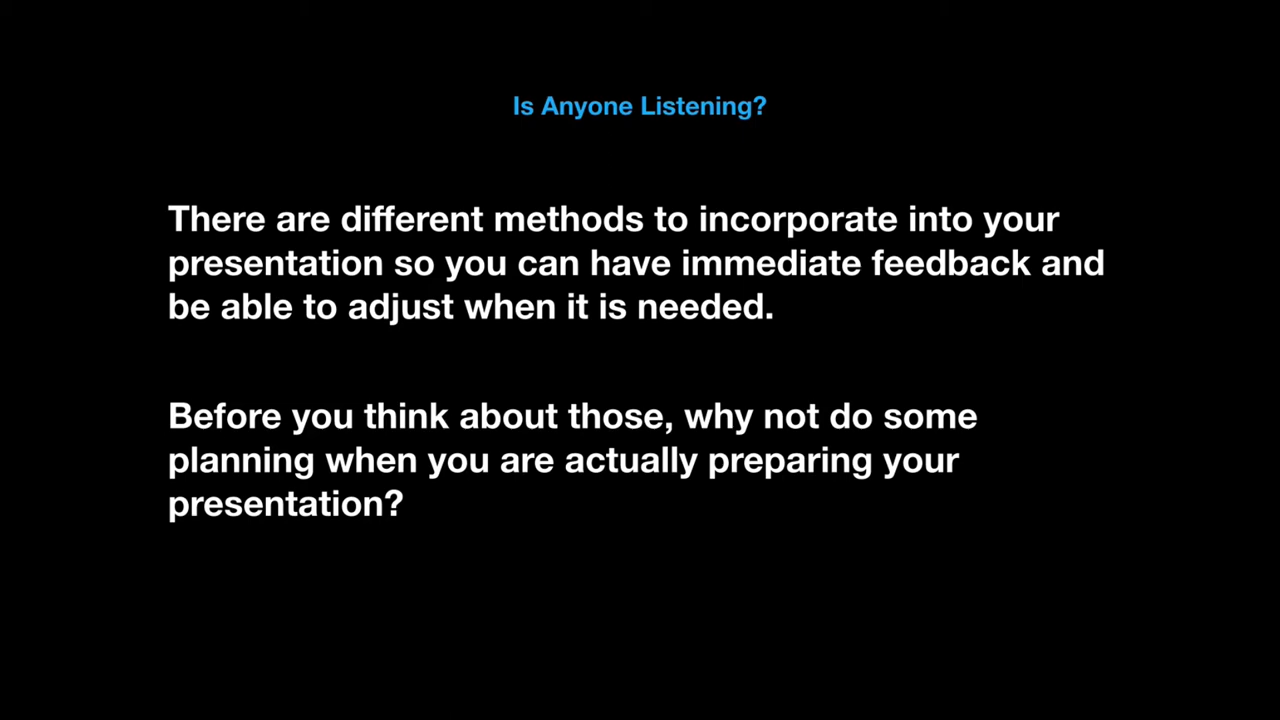 Is Anyone Listening?
There are different methods to incorporate into your
presentation so you can have immediate feedback and
be able to adjust when it is needed.
Before you think about those, why not do some
planning when you are actually preparing your
presentation?